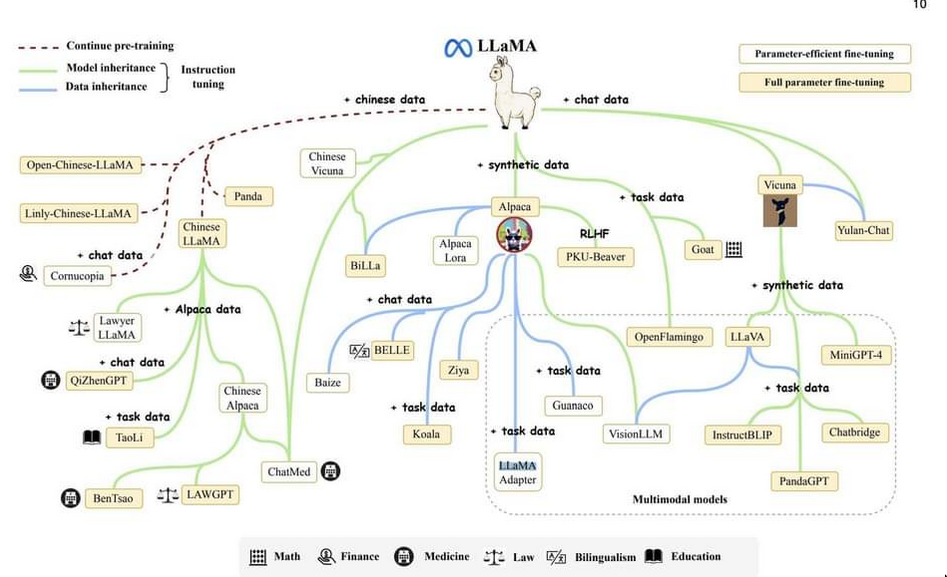 10
Continue pre-training
Model inheritance
Data inheritance
Instruction
tuning
LLaMA
Parameter-efficient fine-tuning
Full parameter fine-tuning
+ chinese data
+ chat data
Open-Chinese-LLaMA
Linly-Chinese-LLaMA
Panda
Chinese
LLaMA
+ chat data
Cornucopia
Chinese
Vicuna
+ synthetic data
Alpaca
+ task data
Vicuna
Yulan-Chat
BiLLa
Alpaca
Lora
RLHF
PKU-Beaver
Goat
+ synthetic data
+ Alpaca data
Lawyer
LLaMA
+ chat data
QiZhenGPT
+ task data
TaoLi
Chinese
Alpaca
BenTsao
LAWGPT
ChatMed
+ chat data
BELLE
Baize
Ziya
+ task data
Koala
+ task data
Guanaco
+ task data
LLaMA
Adapter
OpenFlamingo
LLaVA
MiniGPT-4
+ task data
VisionLLM
InstructBLIP
Chatbridge
PandaGPT
Multimodal models
Math
Finance
Medicine
Law
Bilingualism
Education